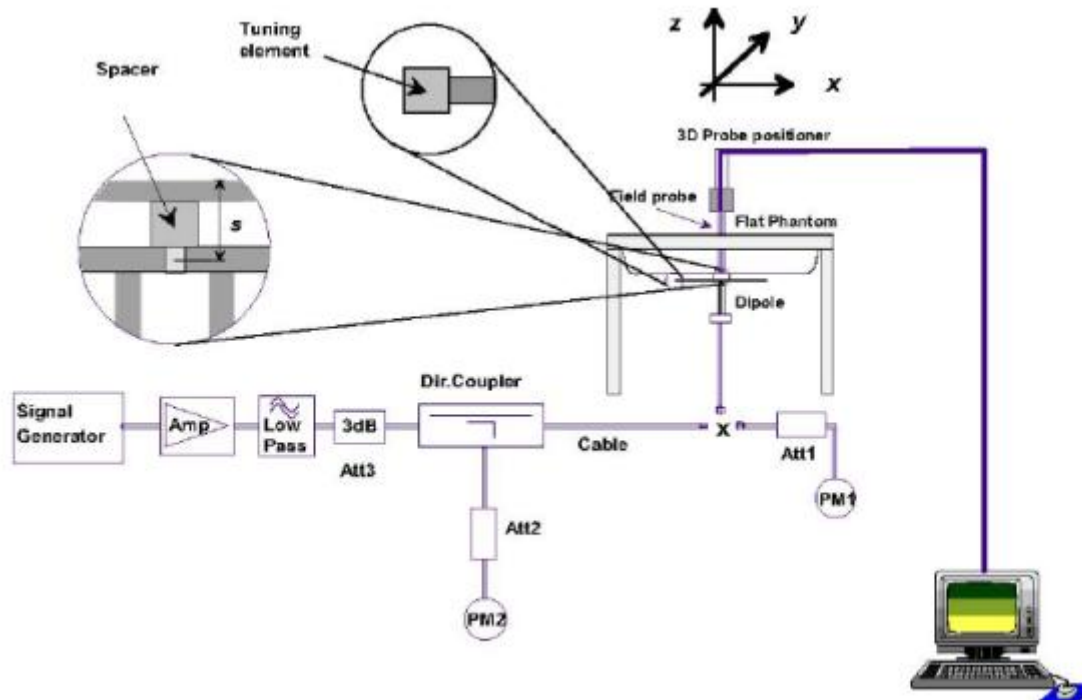 Tuning
element
Spacer
z
y
x
3D Probe positioner
Field probe
s
Flat Phantom
Dipole
Dir.Coupler
Signal
Generator
Amp
Low
Pass
3dB
Cable
x
Att3
Att1
PM1
Att2
PM2